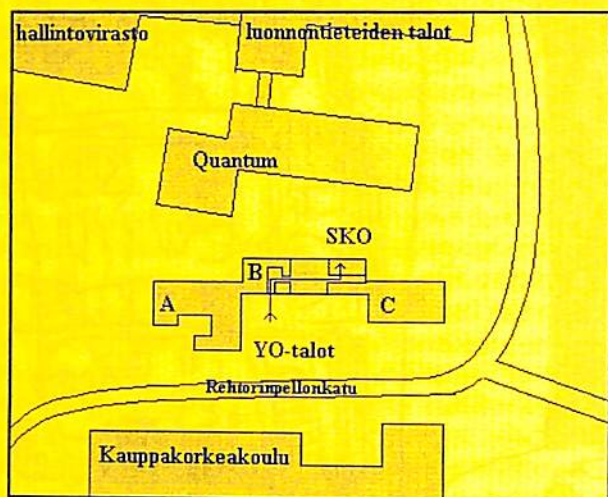 hallintovirasto
luonnontieteiden talot
Quantum
SKO
B
A
C
YO-talot
Rehtorinpellonkatu
Kauppakorkeakoulu